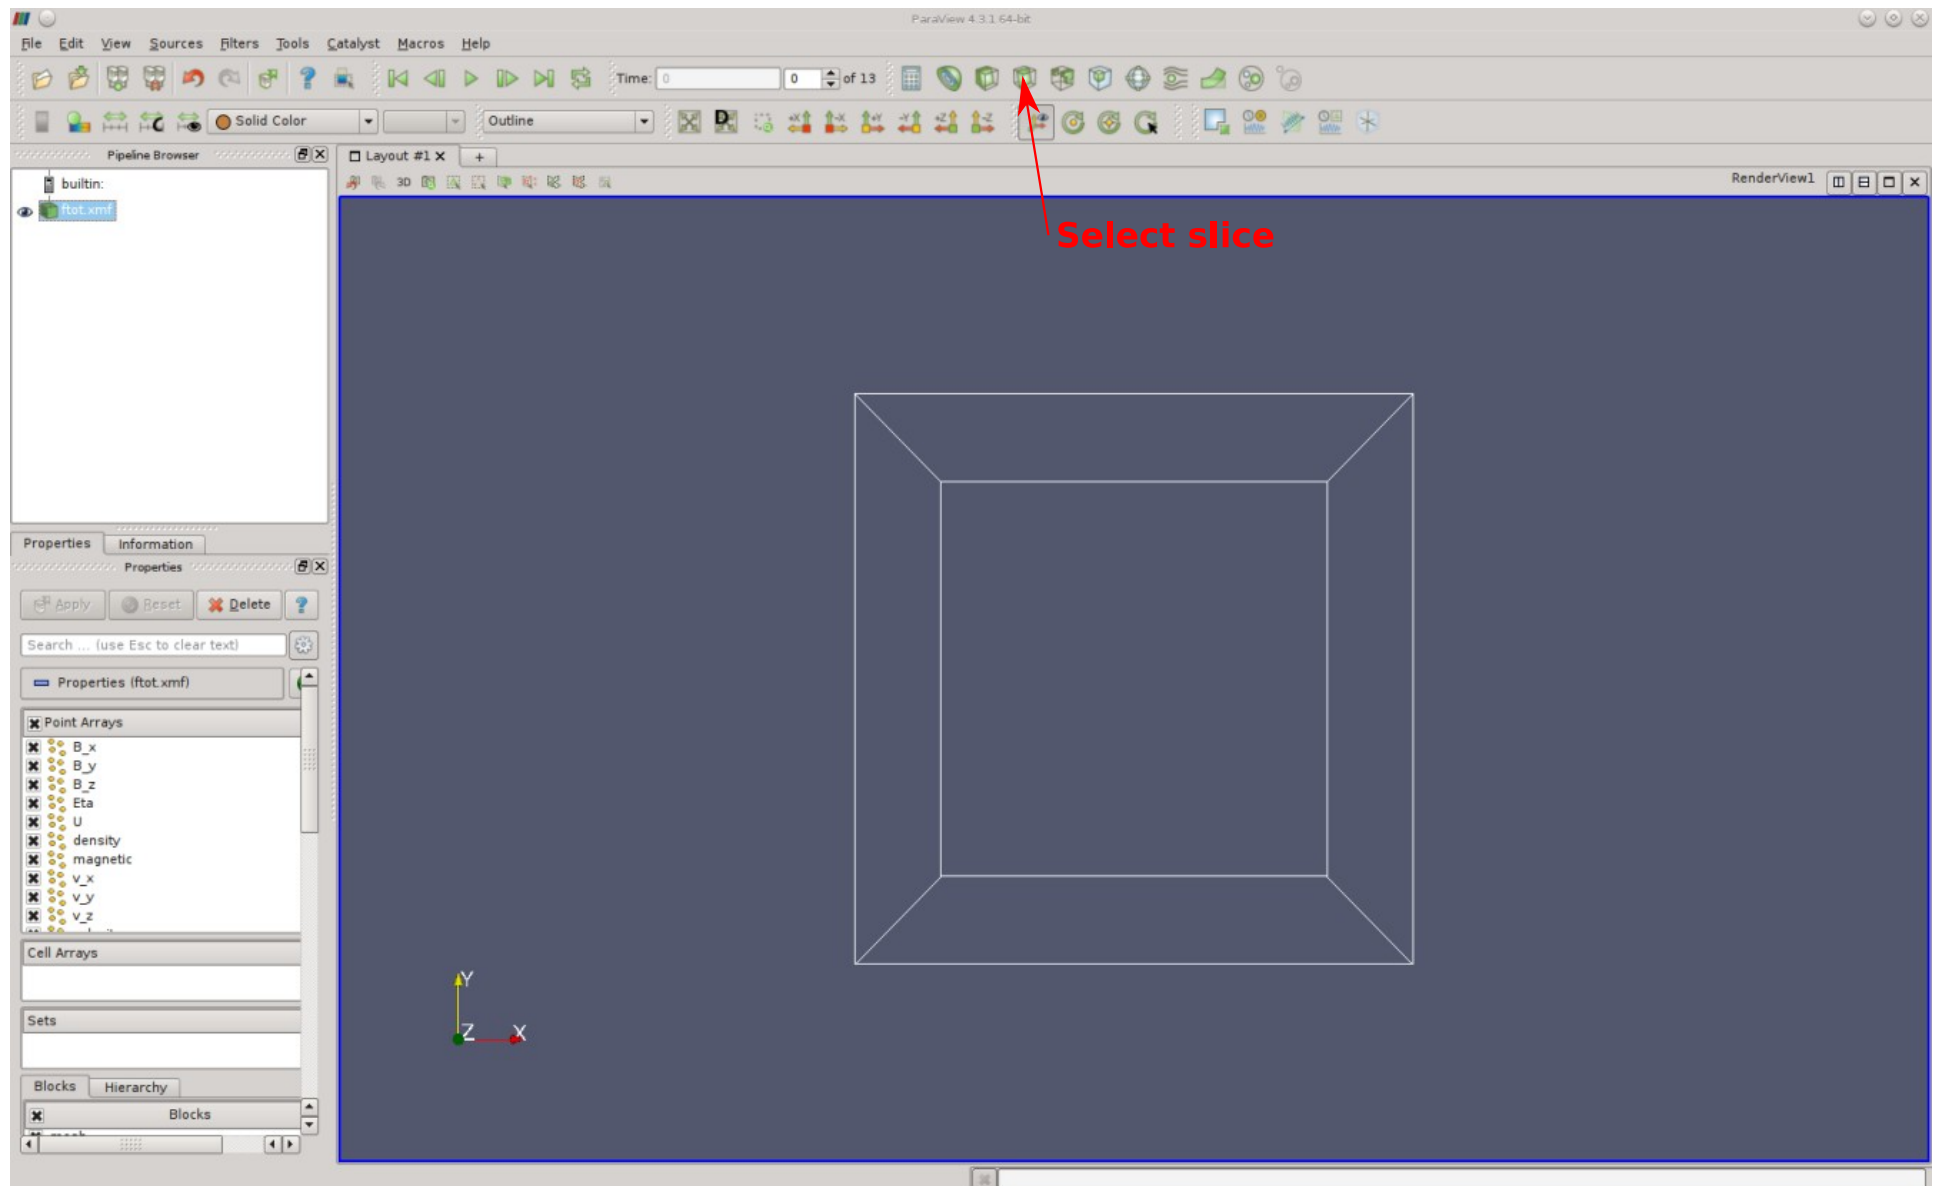 ParaView 4.3.1 64-bit
File Edit View Sources Filters Tools Catalyst Macros Help
Time: 0 0 of 13
Solid Color Outline
Pipeline Browser Layout #1 +
builtin: 3D RenderView1
ftot.xmf
Select slice
Properties Information
Properties
Apply Reset Delete ?
Search ... (use Esc to clear text)
Properties (ftot.xmf)
Point Arrays
B_x
B_y
B_z
Eta
U
density
magnetic
v_x
v_y
v_z
Cell Arrays
Sets
Blocks Hierarchy
Blocks
Y
Z X